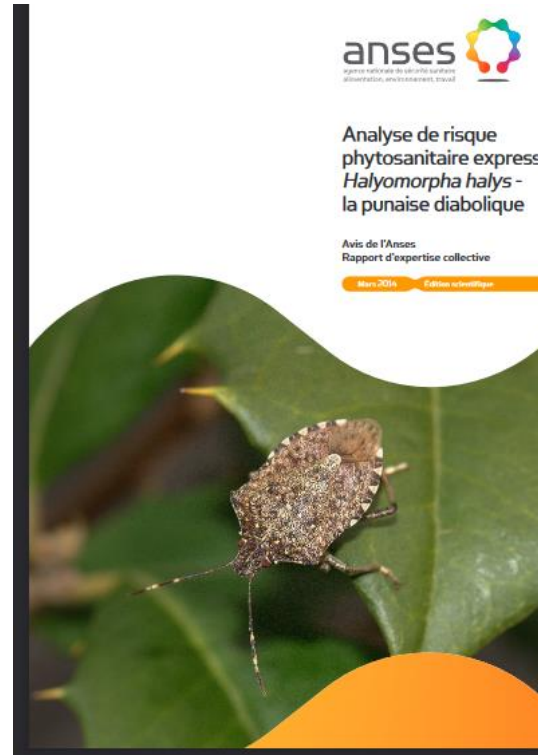 anses
agence nationale de sécurité sanitaire
alimentation, environnement, travail
Analyse de risque
phytosanitaire express
Halyomorpha halys -
la punaise diabolique
Avis de l'Anses
Rapport d'expertise collective
Mars 2014
Édition scientifique